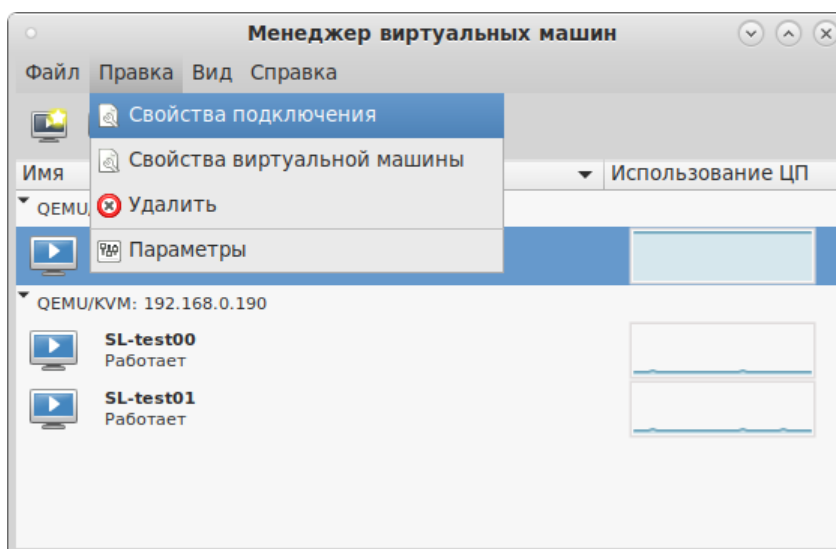 Менеджер виртуальных машин
Файл Правка Вид Справка
Свойства подключения
Свойства виртуальной машины
Имя
Использование ЦП
QEMU/
Удалить
Параметры
QEMU/KVM: 192.168.0.190
SL-test00
Работает
SL-test01
Работает